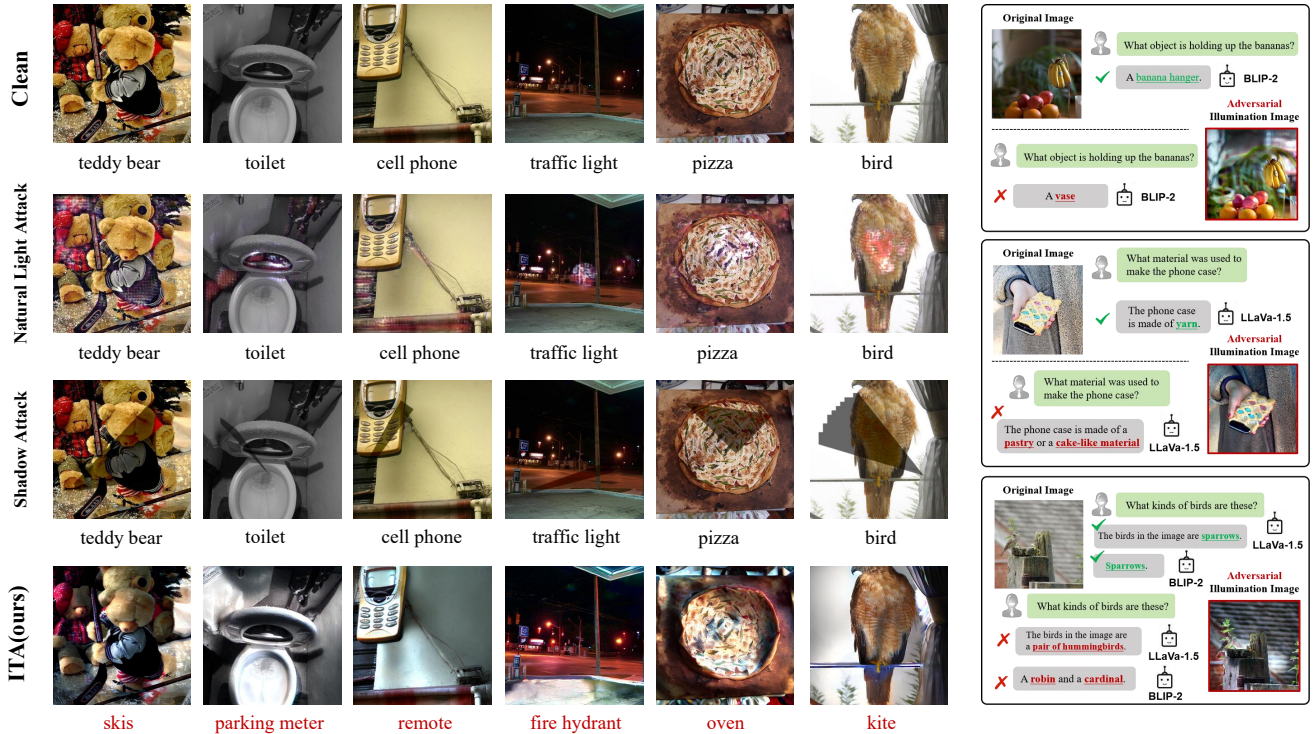 Clean
teddy bear
toilet
cell phone
traffic light
pizza
bird
Natural Light Attack
teddy bear
toilet
cell phone
traffic light
pizza
bird
Shadow Attack
teddy bear
toilet
cell phone
traffic light
pizza
bird
ITA(ours)
skis
parking meter
remote
fire hydrant
oven
kite
Original Image
What object is holding up the bananas?
A banana hanger.
BLIP-2
Adversarial
Illumination Image
What object is holding up the bananas?
A vase
BLIP-2
Original Image
What material was used to
make the phone case?
The phone case
is made of yarn.
LLaVa-1.5
Adversarial
Illumination Image
What material was used to
make the phone case?
The phone case is made of a
pastry or a cake-like material
LLaVa-1.5
Original Image
What kinds of birds are these?
The birds in the image are sparrows.
LLaVa-1.5
Sparrows.
BLIP-2
Adversarial
Illumination Image
What kinds of birds are these?
The birds in the image are
a pair of hummingbirds.
LLaVa-1.5
A robin and a cardinal.
BLIP-2